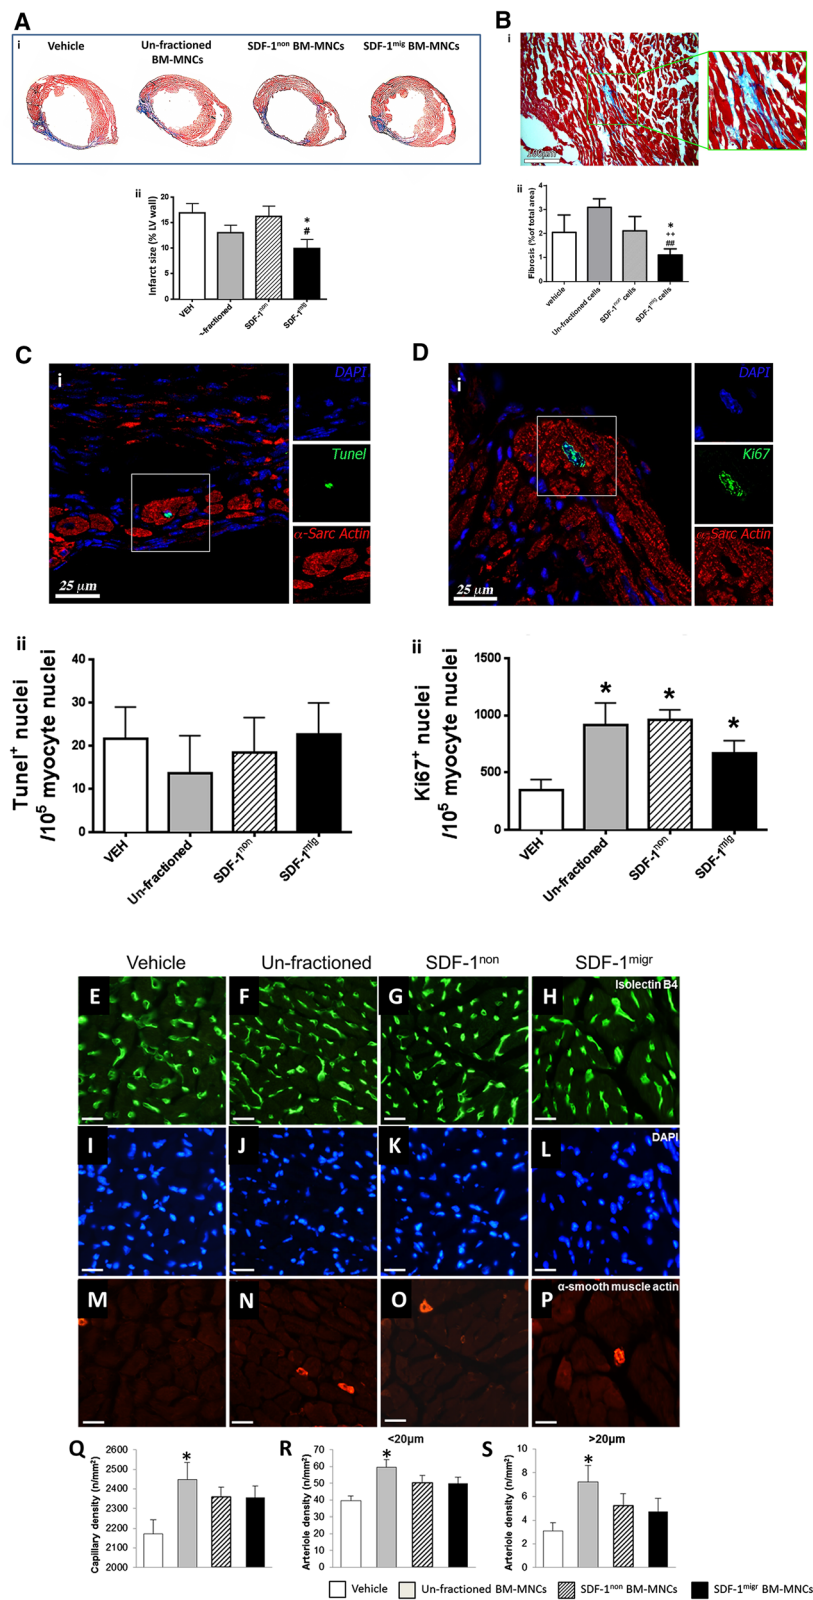 A
i
Vehicle
Un-fractioned
BM-MNCs
SDF-1non BM-MNCs
SDF-1mig BM-MNCs
ii
Infarct size (% LV wall)
20
15
10
5
0
*
#
VEH
n-fractioned
SDF-1non
SDF-1mig
B
i
ii
Fibrosis (%of total area)
4
3
2
1
0
*
++
##
vehicle
Un-fractioned cells
SDF-1non cells
SDF-1mig cells
C
i
DAPI
Tunel
α-Sarc Actin
25 μm
ii
Tunel+ nuclei
/105 myocyte nuclei
40
30
20
10
0
VEH
Un-fractioned
SDF-1non
SDF-1mig
D
i
DAPI
Ki67
α-Sarc Actin
25 μm
ii
Ki67+ nuclei
/105 myocyte nuclei
1500
1000
500
0
*
*
*
VEH
Un-fractioned
SDF-1non
SDF-1mig
Vehicle
Un-fractioned
SDF-1non
SDF-1migr
E
F
G
H
Isolectin B4
I
J
K
L
DAPI
M
N
O
P
α-smooth muscle actin
Q
Capillary density (n/mm²)
2600
2500
2400
2300
2200
2100
2000
*
R
<20μm
Arteriole density (n/mm²)
70
60
50
40
30
20
10
0
*
S
>20μm
Arteriole density (n/mm²)
10
8
6
4
2
0
*
Vehicle
Un-fractioned BM-MNCs
SDF-1non BM-MNCs
SDF-1migr BM-MNCs